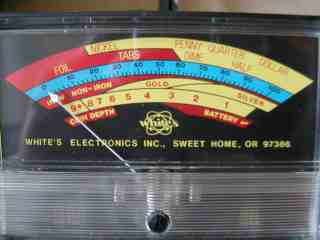 NICKEL
PENNY QUARTER DOLLAR
FOIL TABS DIME HALF
0 10 20 30 40 50 60 70 80 90 100
IRON NON-IRON GOLD SILVER
9+ 8 7 6 5 4 3 2 1
COIN DEPTH BATTERY
White's
WHITE'S ELECTRONICS INC., SWEET HOME, OR 97386